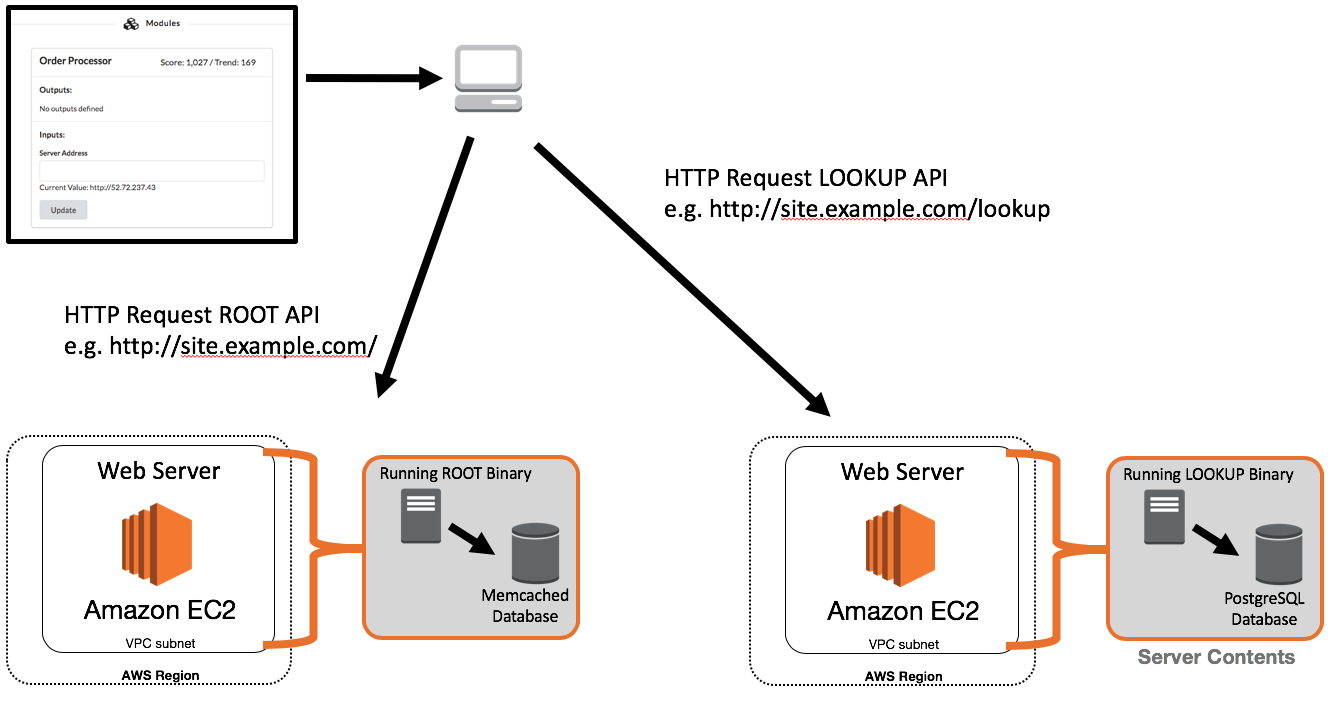 Modules
Order Processor
Score: 1,027 / Trend: 169
Outputs:
No outputs defined
Inputs:
Server Address
Current Value: http://52.72.237.43
Update
HTTP Request LOOKUP API
e.g. http://site.example.com/lookup
HTTP Request ROOT API
e.g. http://site.example.com/
Web Server
Amazon EC2
VPC subnet
AWS Region
Running ROOT Binary
Memcached
Database
Web Server
Amazon EC2
VPC subnet
AWS Region
Running LOOKUP Binary
PostgreSQL
Database
Server Contents